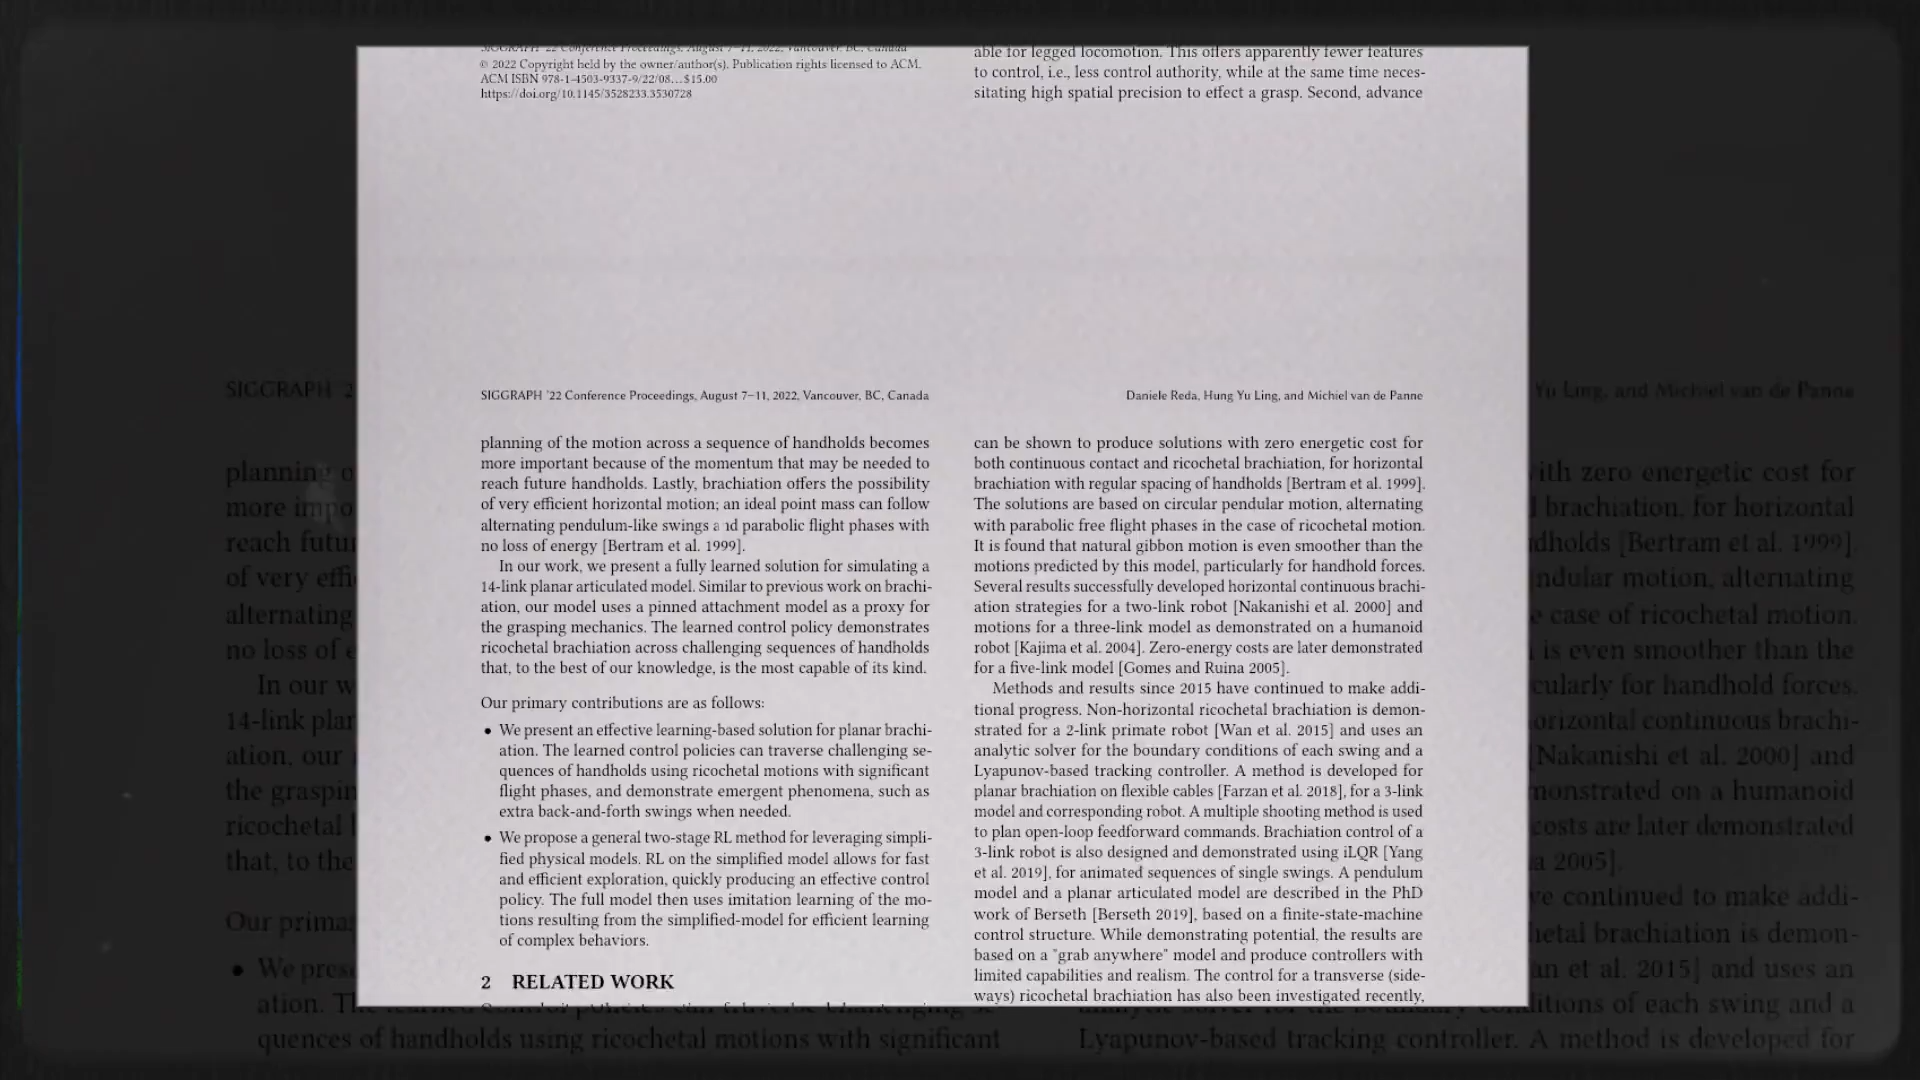 © 2022 Copyright held by the owner/author(s). Publication rights licensed to ACM.
ACM ISBN 978-1-4503-9337-9/22/08...$15.00
https://doi.org/10.1145/3528233.3530728
able for legged locomotion. This offers apparently fewer features
to control, i.e., less control authority, while at the same time neces-
sitating high spatial precision to effect a grasp. Second, advance
SIGGRAPH '22 Conference Proceedings, August 7–11, 2022, Vancouver, BC, Canada
Daniele Reda, Hung Yu Ling, and Michiel van de Panne
planning of the motion across a sequence of handholds becomes
more important because of the momentum that may be needed to
reach future handholds. Lastly, brachiation offers the possibility
of very efficient horizontal motion; an ideal point mass can follow
alternating pendulum-like swings and parabolic flight phases with
no loss of energy [Bertram et al. 1999].
In our work, we present a fully learned solution for simulating a
14-link planar articulated model. Similar to previous work on brachi-
ation, our model uses a pinned attachment model as a proxy for
the grasping mechanics. The learned control policy demonstrates
ricochetal brachiation across challenging sequences of handholds
that, to the best of our knowledge, is the most capable of its kind.
Our primary contributions are as follows:
• We present an effective learning-based solution for planar brachi-
ation. The learned control policies can traverse challenging se-
quences of handholds using ricochetal motions with significant
flight phases, and demonstrate emergent phenomena, such as
extra back-and-forth swings when needed.
• We propose a general two-stage RL method for leveraging simpli-
fied physical models. RL on the simplified model allows for fast
and efficient exploration, quickly producing an effective control
policy. The full model then uses imitation learning of the mo-
tions resulting from the simplified-model for efficient learning
of complex behaviors.
2 RELATED WORK
can be shown to produce solutions with zero energetic cost for
both continuous contact and ricochetal brachiation, for horizontal
brachiation with regular spacing of handholds [Bertram et al. 1999].
The solutions are based on circular pendular motion, alternating
with parabolic free flight phases in the case of ricochetal motion.
It is found that natural gibbon motion is even smoother than the
motions predicted by this model, particularly for handhold forces.
Several results successfully developed horizontal continuous brachi-
ation strategies for a two-link robot [Nakanishi et al. 2000] and
motions for a three-link model as demonstrated on a humanoid
robot [Kajima et al. 2004]. Zero-energy costs are later demonstrated
for a five-link model [Gomes and Ruina 2005].
Methods and results since 2015 have continued to make addi-
tional progress. Non-horizontal ricochetal brachiation is demon-
strated for a 2-link primate robot [Wan et al. 2015] and uses an
analytic solver for the boundary conditions of each swing and a
Lyapunov-based tracking controller. A method is developed for
planar brachiation on flexible cables [Farzan et al. 2018], for a 3-link
model and corresponding robot. A multiple shooting method is used
to plan open-loop feedforward commands. Brachiation control of a
3-link robot is also designed and demonstrated using iLQR [Yang
et al. 2019], for animated sequences of single swings. A pendulum
model and a planar articulated model are described in the PhD
work of Berseth [Berseth 2019], based on a finite-state-machine
control structure. While demonstrating potential, the results are
based on a "grab anywhere" model and produce controllers with
limited capabilities and realism. The control for a transverse (side-
ways) ricochetal brachiation has also been investigated recently,